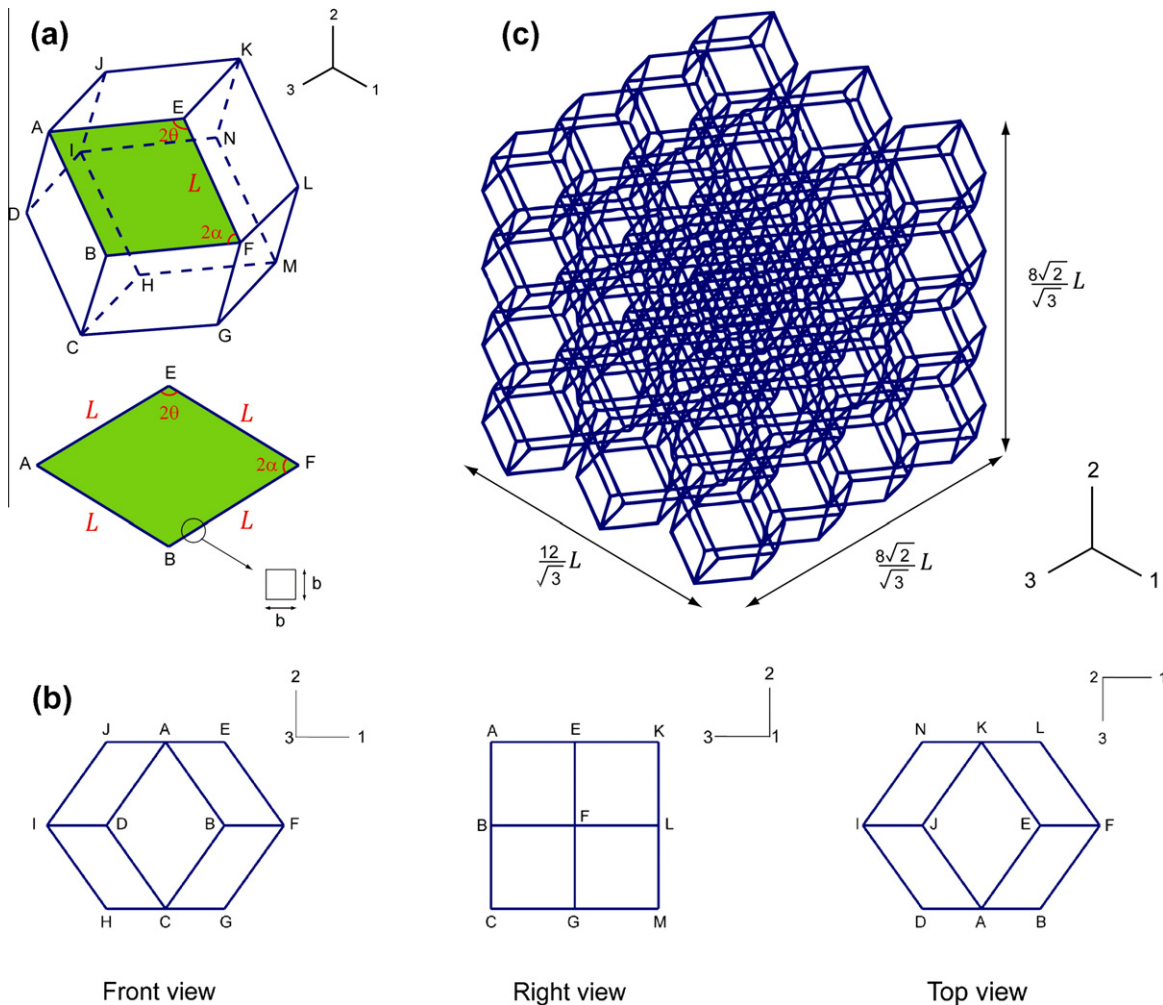 (a)
2
3
1
J
K
A
E
2θ
I
N
L
D
L
B
2α
F
H
M
C
G
E
L
2θ
L
A
2α
F
L
L
B
b
b
(c)
8√2/√3 L
12/√3 L
8√2/√3 L
2
3
1
(b)
2
3
1
J A E
I D B F
H C G
Front view
2
3
1
A E K
B F L
C G M
Right view
2
1
3
N K L
I J E F
D A B
Top view